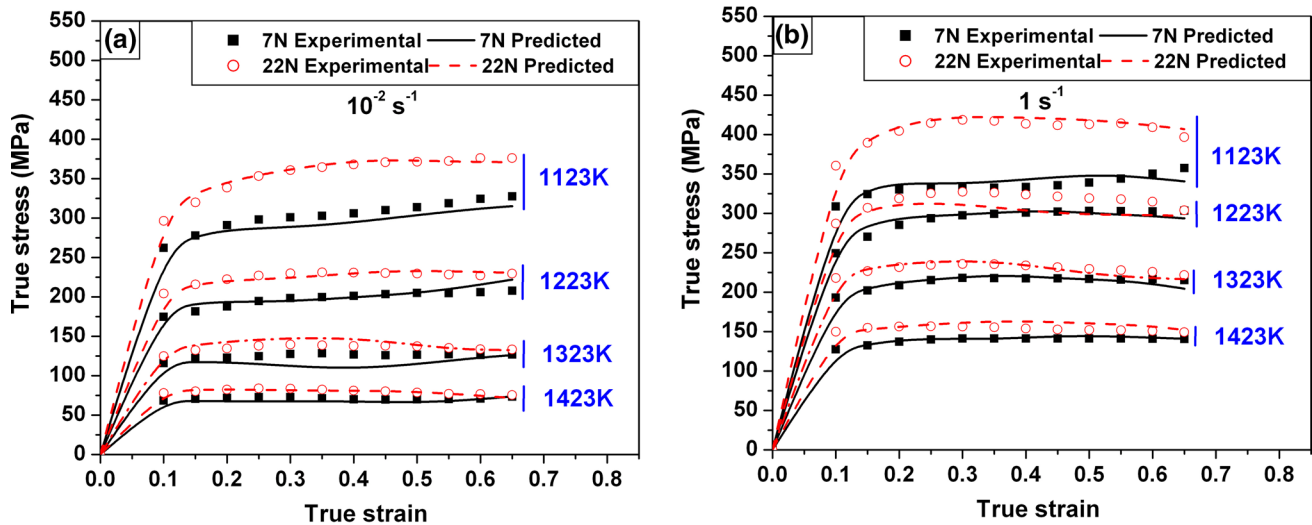 (a)
7N Experimental 7N Predicted
22N Experimental 22N Predicted
10⁻² s⁻¹
True stress (MPa)
550
500
450
400
350
300
250
200
150
100
50
0
1123K
1223K
1323K
1423K
0.0 0.1 0.2 0.3 0.4 0.5 0.6 0.7 0.8
True strain
(b)
7N Experimental 7N Predicted
22N Experimental 22N Predicted
1 s⁻¹
True stress (MPa)
550
500
450
400
350
300
250
200
150
100
50
0
1123K
1223K
1323K
1423K
0.0 0.1 0.2 0.3 0.4 0.5 0.6 0.7 0.8
True strain